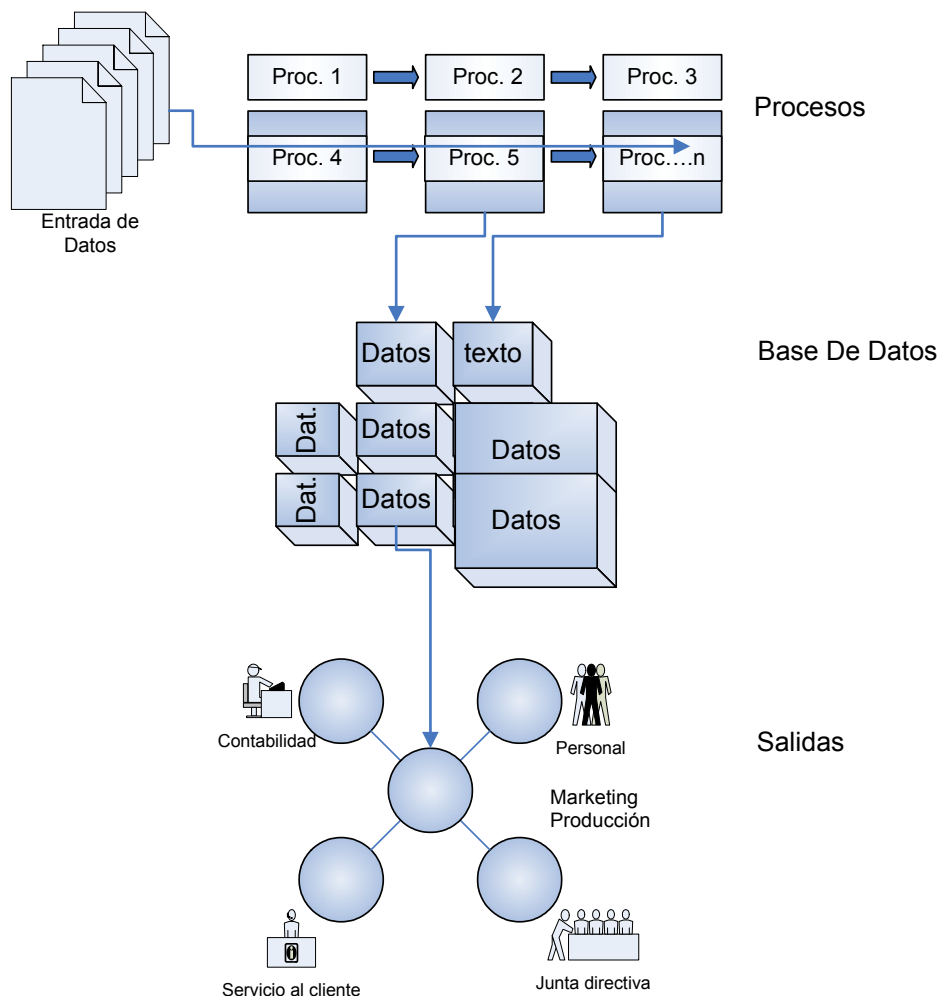 Proc. 1
Proc. 2
Proc. 3
Procesos
Proc. 4
Proc. 5
Proc....n
Entrada de
Datos
Base De Datos
Datos
texto
Dat.
Datos
Datos
Dat.
Datos
Datos
Contabilidad
Personal
Salidas
Marketing
Producción
Servicio al cliente
Junta directiva